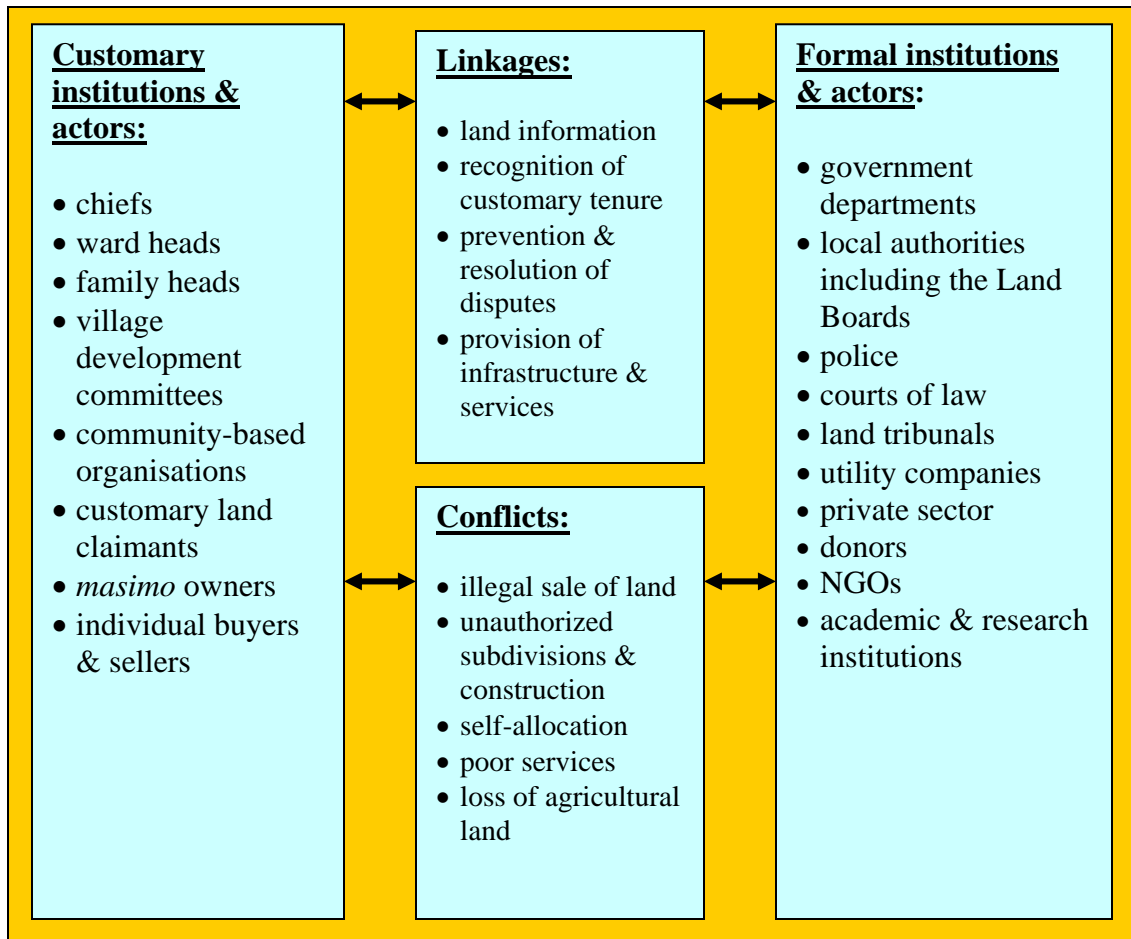 Customary
institutions &
actors:
• chiefs
• ward heads
• family heads
• village
development
committees
• community-based
organisations
• customary land
claimants
• masimo owners
• individual buyers
& sellers
Linkages:
• land information
• recognition of
customary tenure
• prevention &
resolution of
disputes
• provision of
infrastructure &
services
Conflicts:
• illegal sale of land
• unauthorized
subdivisions &
construction
• self-allocation
• poor services
• loss of agricultural
land
Formal institutions
& actors:
• government
departments
• local authorities
including the Land
Boards
• police
• courts of law
• land tribunals
• utility companies
• private sector
• donors
• NGOs
• academic & research
institutions